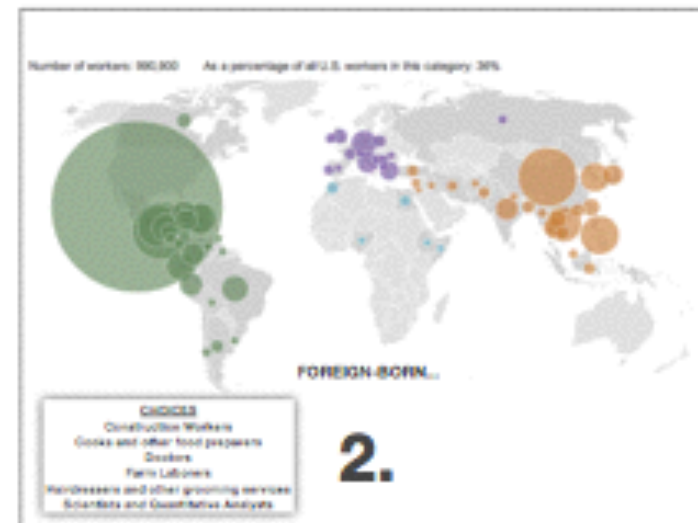 Number of workers: As a percentage of all U.S. workers in this category:
FOREIGN-BORN...
CHOICES
Construction Workers
Cooks and other food preparers
Doctors
Farm Laborers
Hairdressers and other grooming services
Scientists and Quantitative Analysts
2.